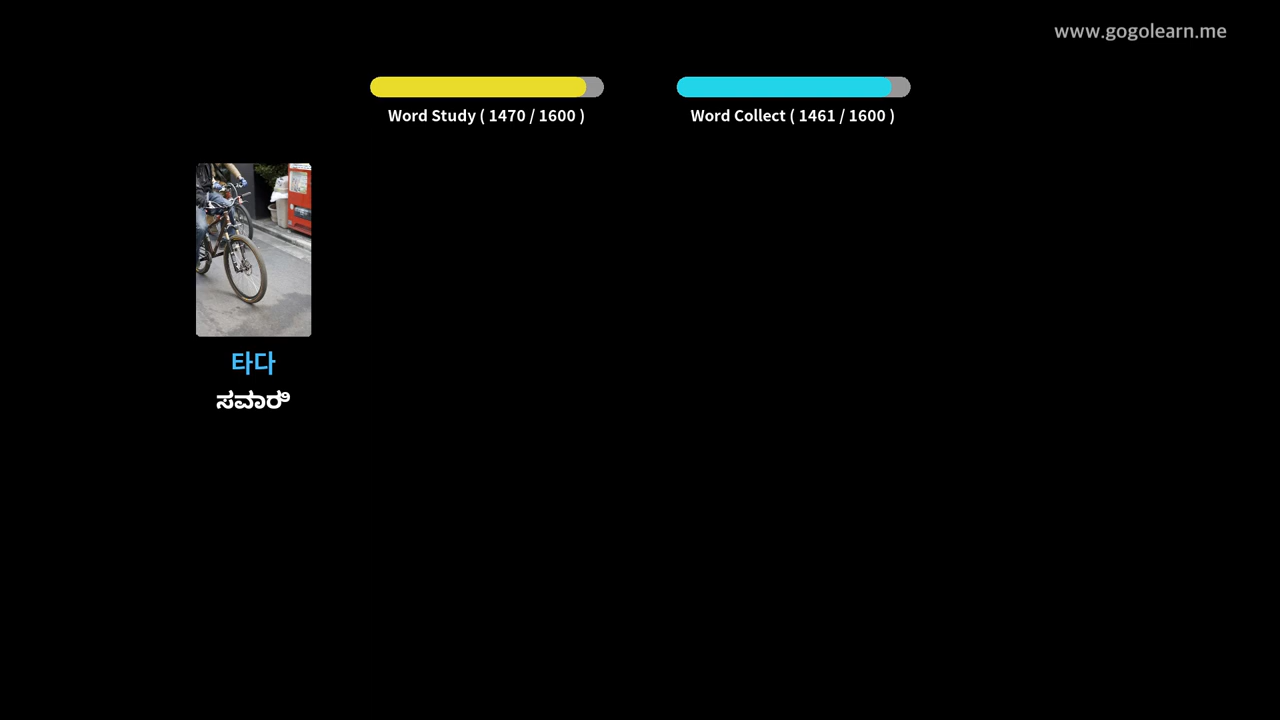 www.gogolearn.me
Word Study ( 1470 / 1600 )
Word Collect ( 1461 / 1600 )
타다
ಸವಾರಿ